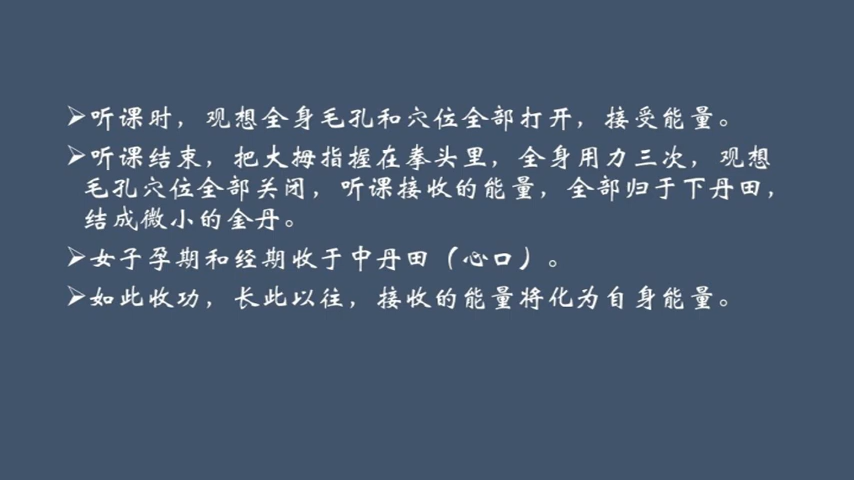 ➢听课时，观想全身毛孔和穴位全部打开，接受能量。
➢听课结束，把大拇指握在拳头里，全身用力三次，观想
毛孔穴位全部关闭，听课接收的能量，全部归于下丹田，
结成微小的金丹。
➢女子孕期和经期收于中丹田（心口）。
➢如此收功，长此以往，接收的能量将化为自身能量。